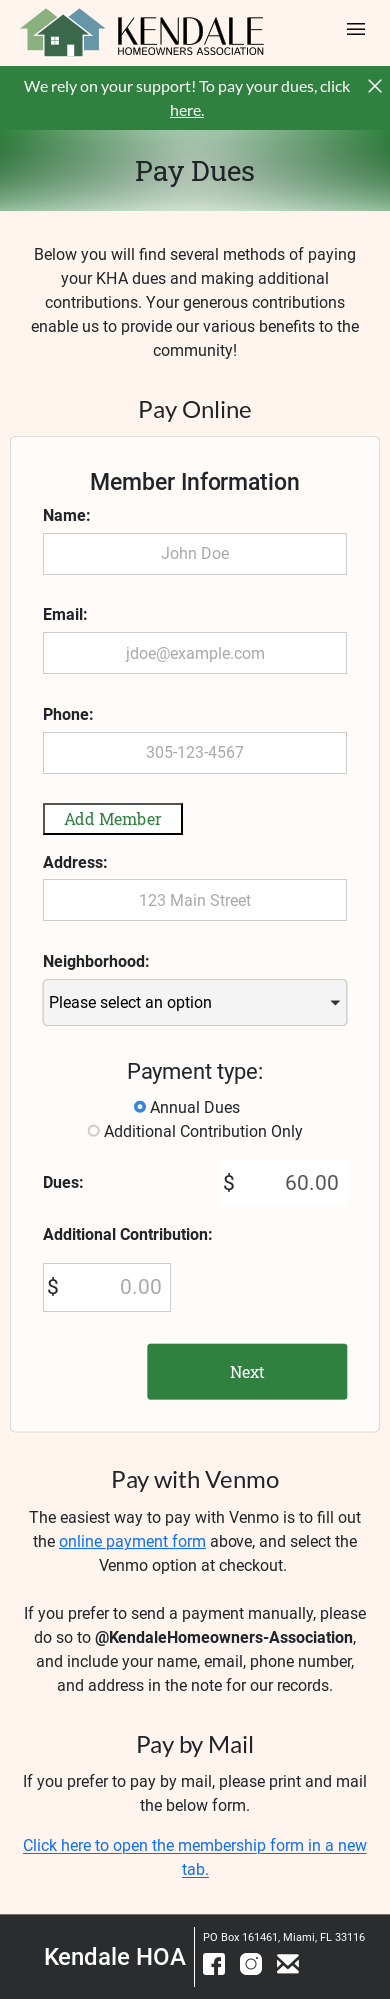 KENDALE
HOMEOWNERS ASSOCIATION
We rely on your support! To pay your dues, click
here.
Pay Dues
Below you will find several methods of paying
your KHA dues and making additional
contributions. Your generous contributions
enable us to provide our various benefits to the
community!
Pay Online
Member Information
Name:
John Doe
Email:
jdoe@example.com
Phone:
305-123-4567
Add Member
Address:
123 Main Street
Neighborhood:
Please select an option
Payment type:
Annual Dues
Additional Contribution Only
Dues: $ 60.00
Additional Contribution:
$ 0.00
Next
Pay with Venmo
The easiest way to pay with Venmo is to fill out
the online payment form above, and select the
Venmo option at checkout.
If you prefer to send a payment manually, please
do so to @KendaleHomeowners-Association,
and include your name, email, phone number,
and address in the note for our records.
Pay by Mail
If you prefer to pay by mail, please print and mail
the below form.
Click here to open the membership form in a new
tab.
Kendale HOA
PO Box 161461, Miami, FL 33116